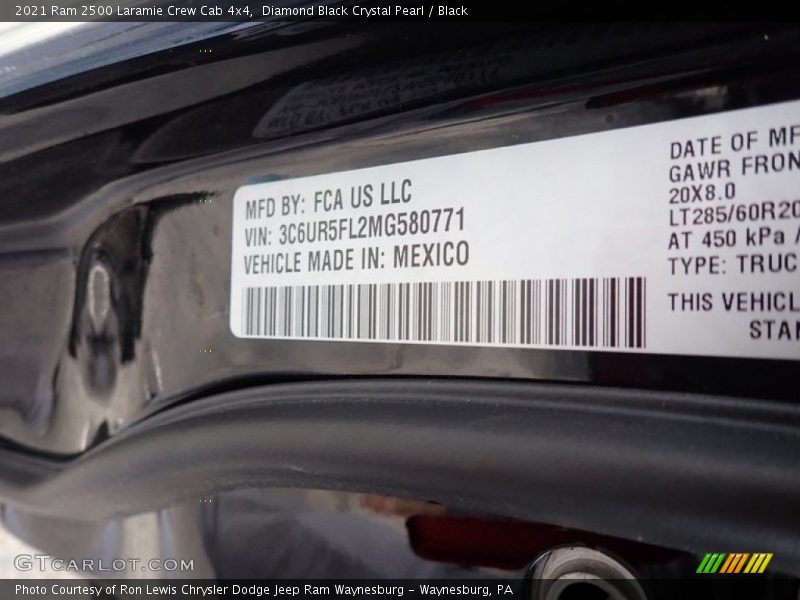 2021 Ram 2500 Laramie Crew Cab 4x4, Diamond Black Crystal Pearl / Black
MFD BY: FCA US LLC
VIN: 3C6UR5FL2MG580771
VEHICLE MADE IN: MEXICO
DATE OF MF
GAWR FRON
20X8.0
LT285/60R20
AT 450 kPa /
TYPE: TRUC
THIS VEHICL
STAN
GTCARLOT.COM
Photo Courtesy of Ron Lewis Chrysler Dodge Jeep Ram Waynesburg - Waynesburg, PA